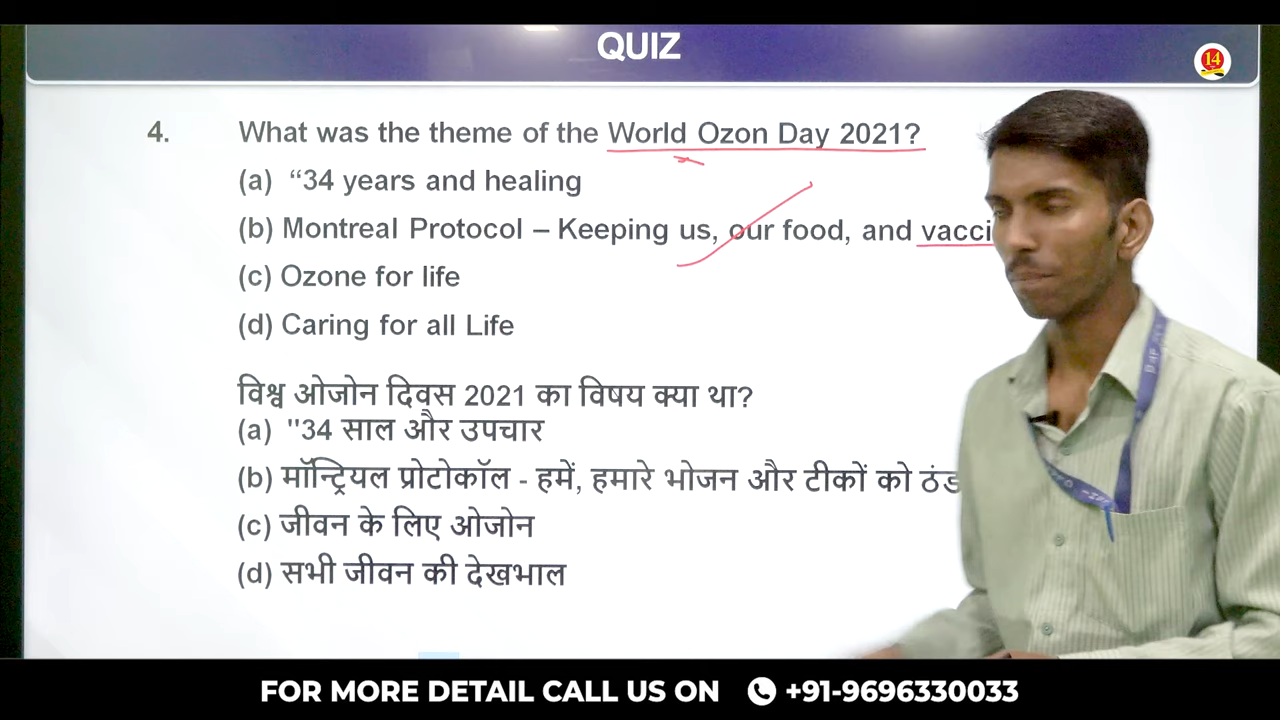 QUIZ
14
4. What was the theme of the World Ozon Day 2021?
(a) “34 years and healing
(b) Montreal Protocol – Keeping us, our food, and
(c) Ozone for life
(d) Caring for all Life
विश्व ओजोन दिवस 2021 का विषय क्या था?
(a) "34 साल और उपचार
(b) मॉन्ट्रियल प्रोटोकॉल - हमें, हमारे भोजन और टीकों को
(c) जीवन के लिए ओजोन
(d) सभी जीवन की देखभाल
FOR MORE DETAIL CALL US ON +91-9696330033